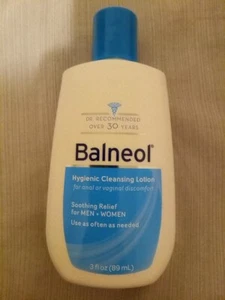 DR. RECOMMENDED
OVER 30 YEARS
Balneol
Hygienic Cleansing Lotion
for anal or vaginal discomfort
Soothing Relief
for MEN + WOMEN
Use as often as needed
3 fl oz (89 mL)